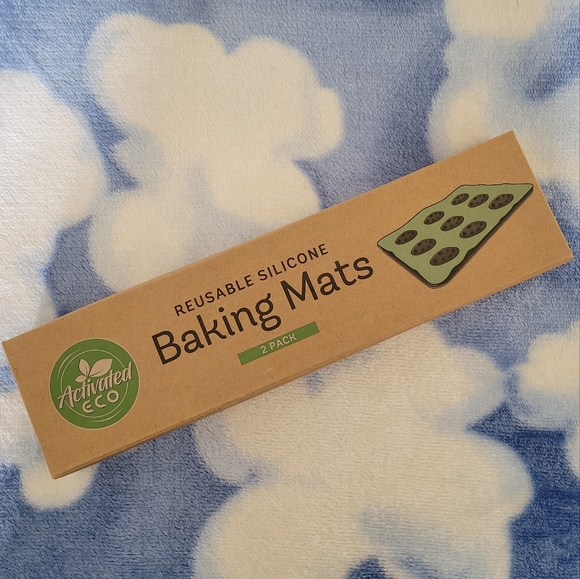 REUSABLE SILICONE
Baking Mats
2 PACK
Activated
ECO